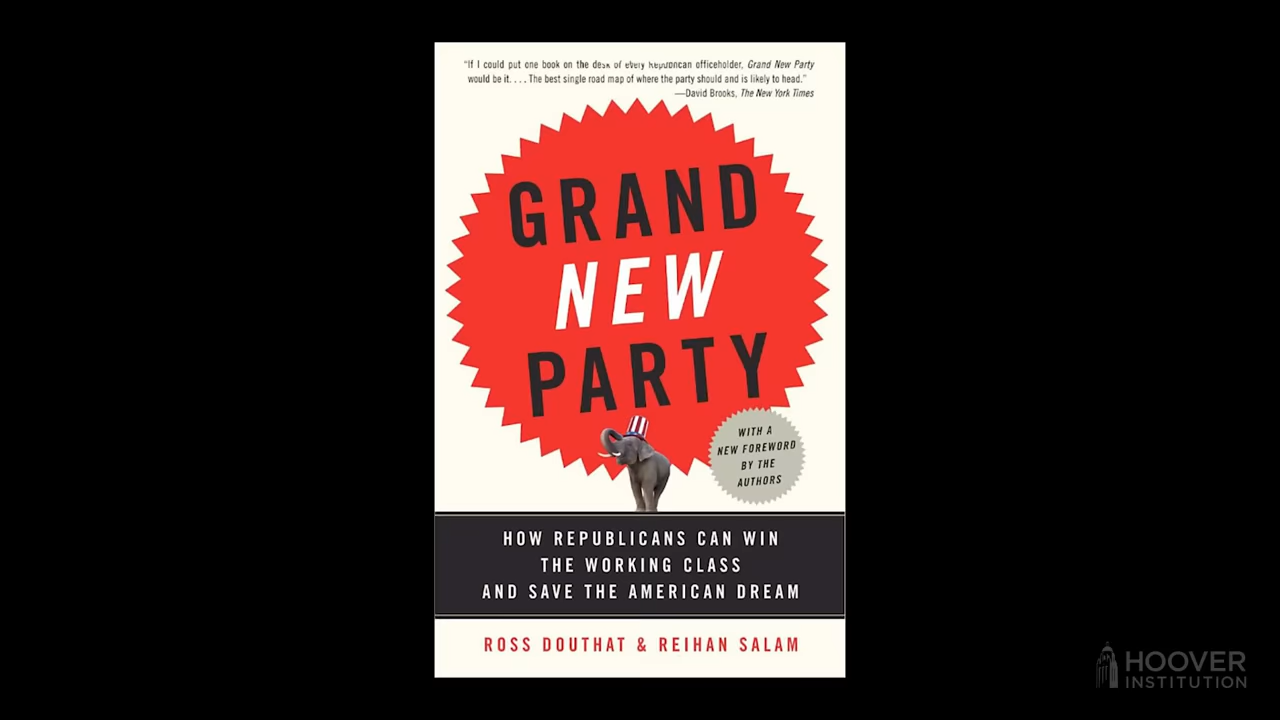 “If I could put one book on the desk of every Republican officeholder, Grand New Party
would be it. . . . The best single road map of where the party should and is likely to head.”
—David Brooks, The New York Times
GRAND
NEW
PARTY
WITH A
NEW FOREWORD
BY THE
AUTHORS
HOW REPUBLICANS CAN WIN
THE WORKING CLASS
AND SAVE THE AMERICAN DREAM
ROSS DOUTHAT & REIHAN SALAM
HOOVER
INSTITUTION